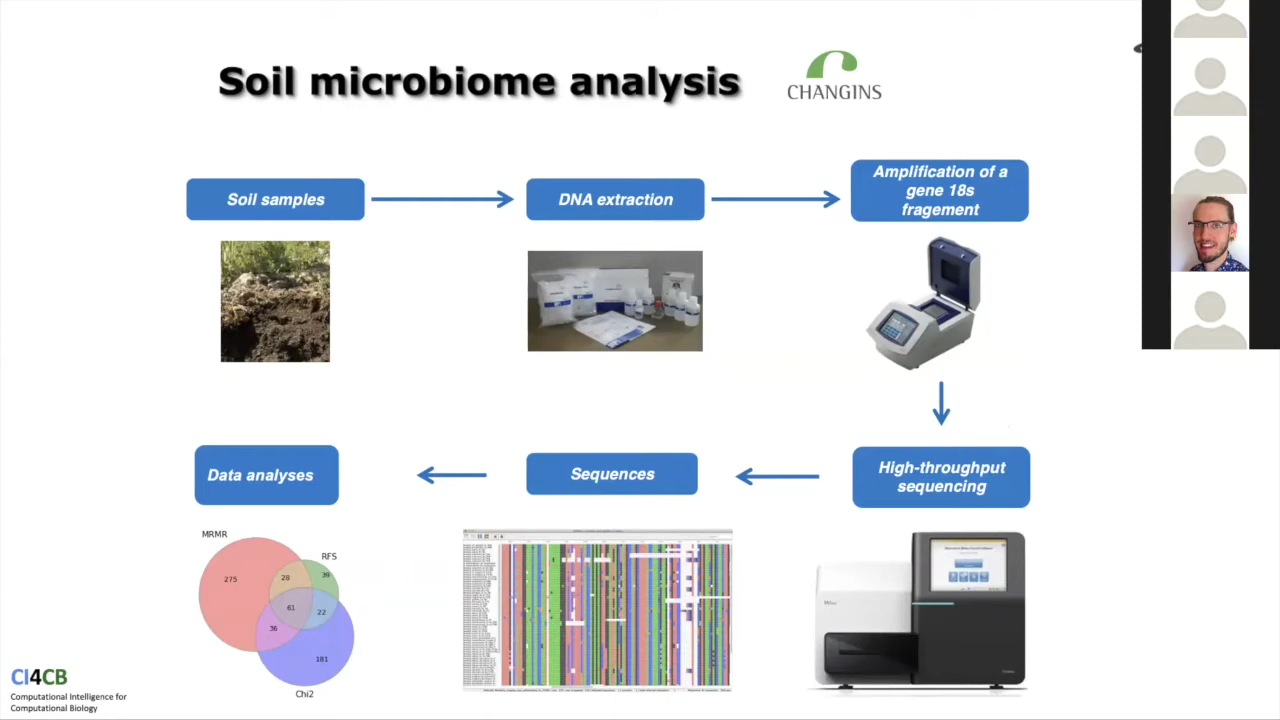 Soil microbiome analysis
CHANGINS
Soil samples
DNA extraction
Amplification of a
gene 18s
fragement
Data analyses
Sequences
High-throughput
sequencing
MRMR
RFS
275
28
39
61
22
36
181
Chi2
CI4CB
Computational Intelligence for
Computational Biology